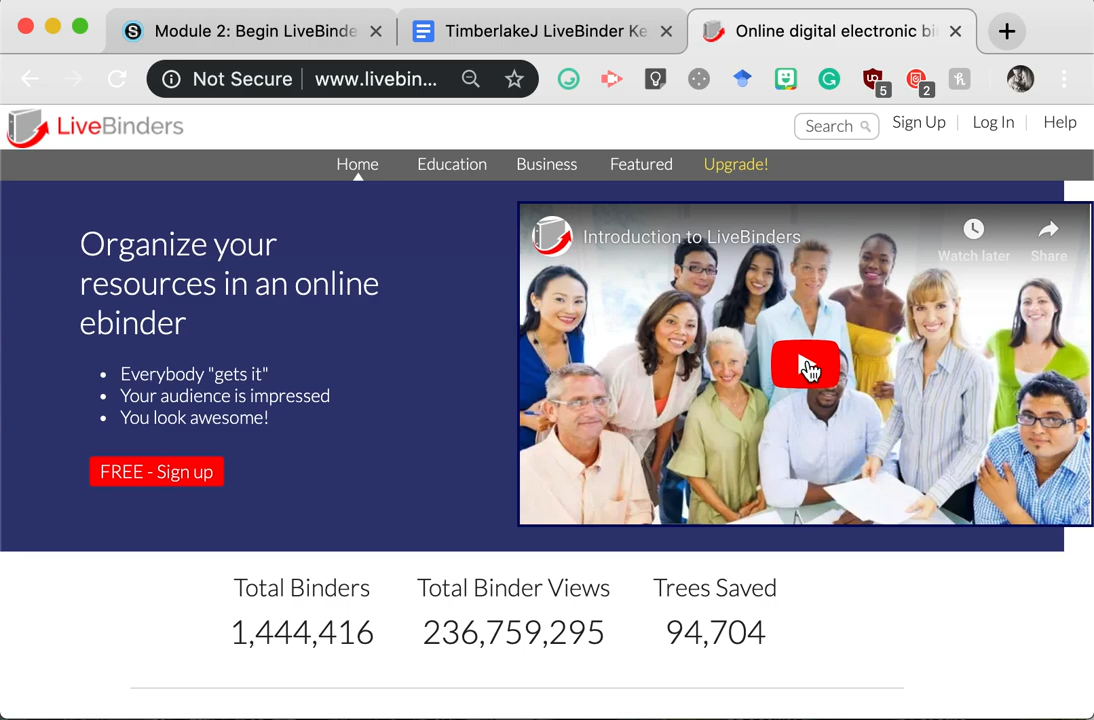 Module 2: Begin LiveBinde
TimberlakeJ LiveBinder Ke
Online digital electronic bi
Not Secure
www.livebin...
5
2
LiveBinders
Search
Sign Up
Log In
Help
Home
Education
Business
Featured
Upgrade!
Organize your
resources in an online
ebinder
Everybody "gets it"
Your audience is impressed
You look awesome!
FREE - Sign up
Introduction to LiveBinders
Watch later
Share
Total Binders
Total Binder Views
Trees Saved
1,444,416
236,759,295
94,704